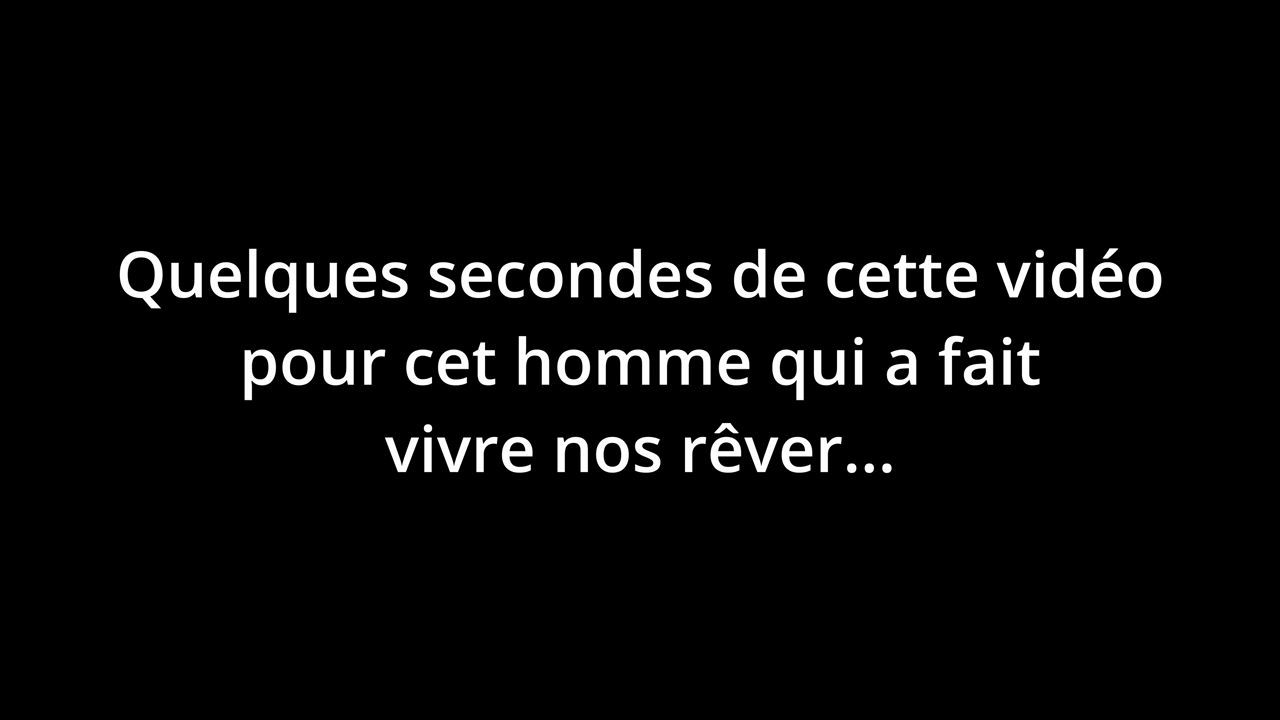 Quelques secondes de cette vidéo
pour cet homme qui a fait
vivre nos rêver...